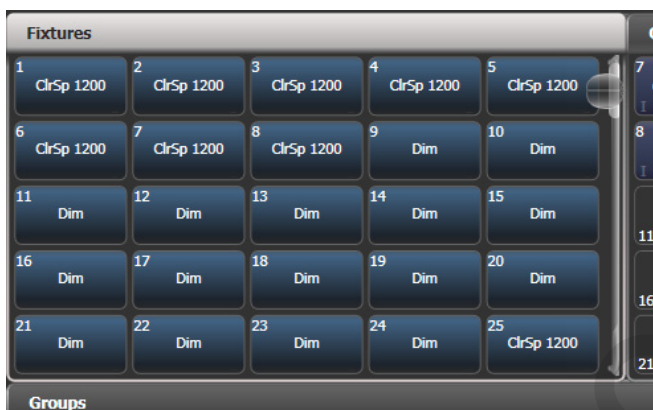 Fixtures
1 2 3 4 5 7
ClrSp 1200 ClrSp 1200 ClrSp 1200 ClrSp 1200 ClrSp 1200
6 7 8 9 10 8
ClrSp 1200 ClrSp 1200 ClrSp 1200 Dim Dim
11 12 13 14 15
Dim Dim Dim Dim Dim
11
16 17 18 19 20
Dim Dim Dim Dim Dim
16
21 22 23 24 25
Dim Dim Dim Dim ClrSp 1200
21
Groups